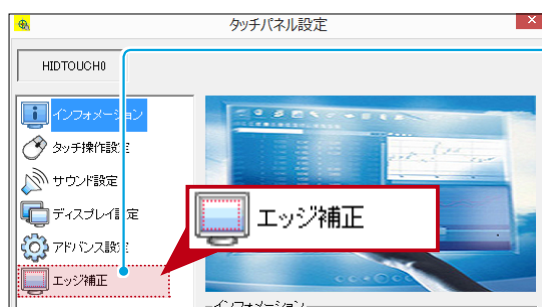 タッチパネル設定
HIDTOUCH0
インフォメーション
タッチ操作設定
サウンド設定
ディスプレイ設定
アドバンス設定
エッジ補正
エッジ補正
インフォメーション